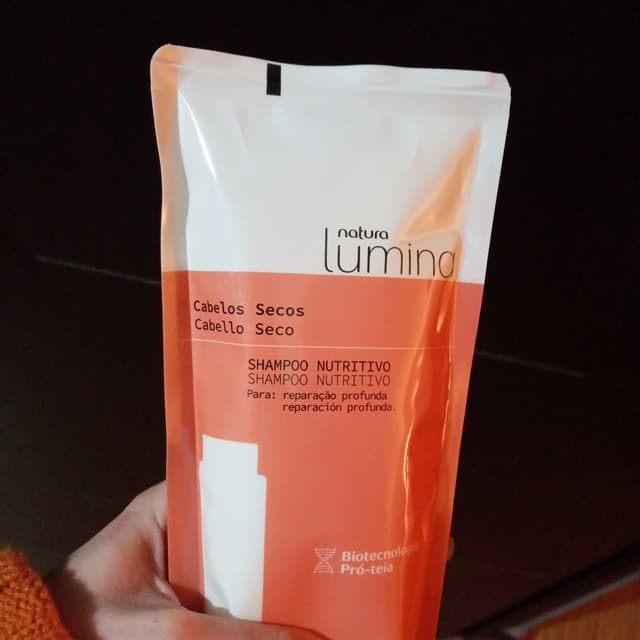 natura
lumina
Cabelos Secos
Cabello Seco
SHAMPOO NUTRITIVO
SHAMPOO NUTRITIVO
Para: reparação profunda
reparación profunda.
Biotecnologia
Pró-teia